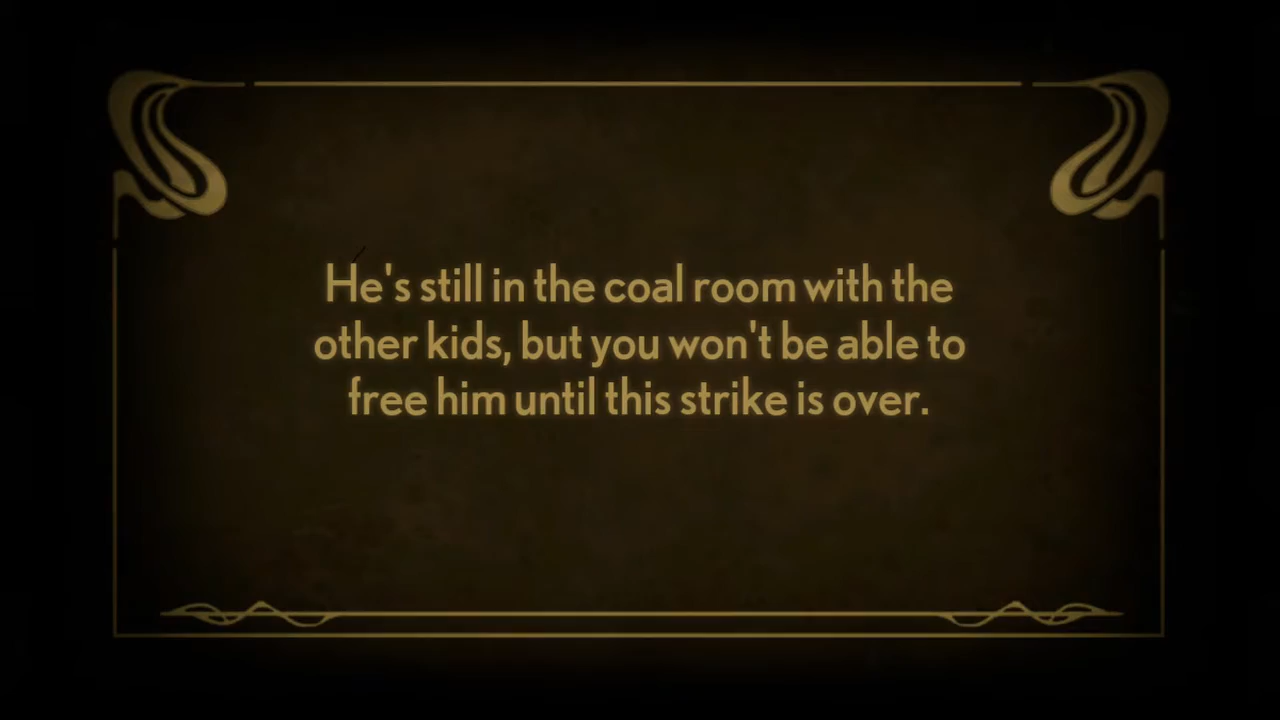 He's still in the coal room with the
other kids, but you won't be able to
free him until this strike is over.